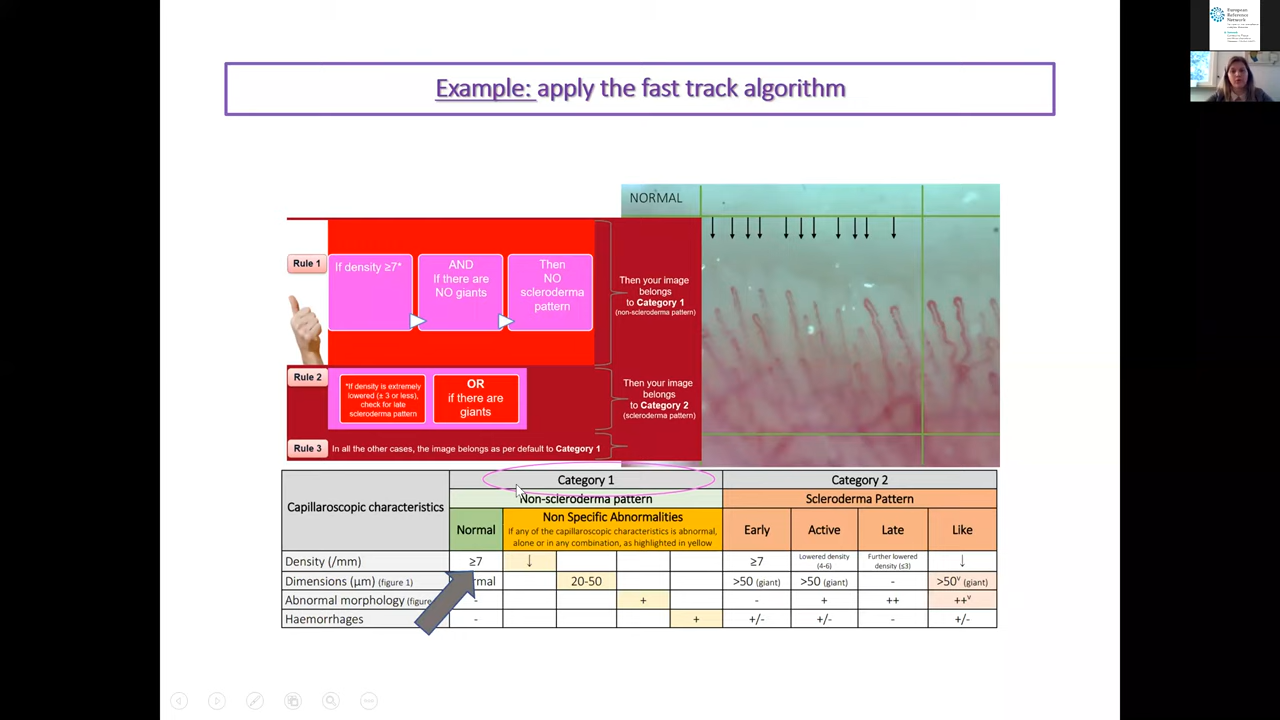 European
Reference
Network
Example: apply the fast track algorithm
NORMAL
Rule 1
If density ≥7*
AND
If there are
NO giants
Then
NO
scleroderma
pattern
Then your image
belongs
to Category 1
(non-scleroderma pattern)
Rule 2
*If density is extremely
lowered (± 3 or less),
check for late
scleroderma pattern
OR
if there are
giants
Then your image
belongs
to Category 2
(scleroderma pattern)
Rule 3
In all the other cases, the image belongs as per default to Category 1
Capillaroscopic characteristics
Category 1
Category 2
Non-scleroderma pattern
Scleroderma Pattern
Normal
Non Specific Abnormalities
If any of the capillaroscopic characteristics is abnormal,
alone or in any combination, as highlighted in yellow
Early
Active
Late
Like
Density (/mm) ≥7 ↓ ≥7 Lowered density (4-6) Further lowered density (≤3) ↓
Dimensions (µm) (figure 1) rmal 20-50 >50 (giant) >50 (giant) - >50ᵛ (giant)
Abnormal morphology (figure - + - + ++ ++ᵛ
Haemorrhages - + +/- +/- - +/-